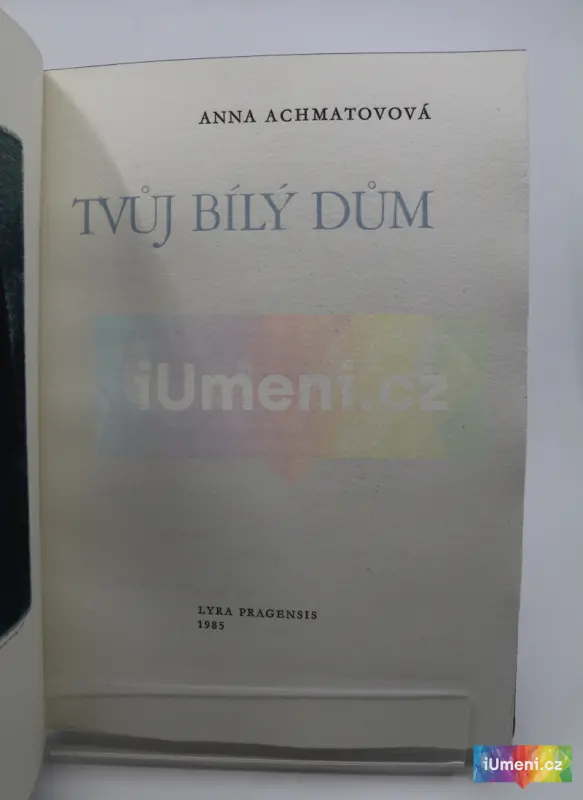 ANNA ACHMATOVOVÁ
TVŮJ BÍLÝ DŮM
iUmeni.cz
LYRA PRAGENSIS
1985
iUmeni.cz